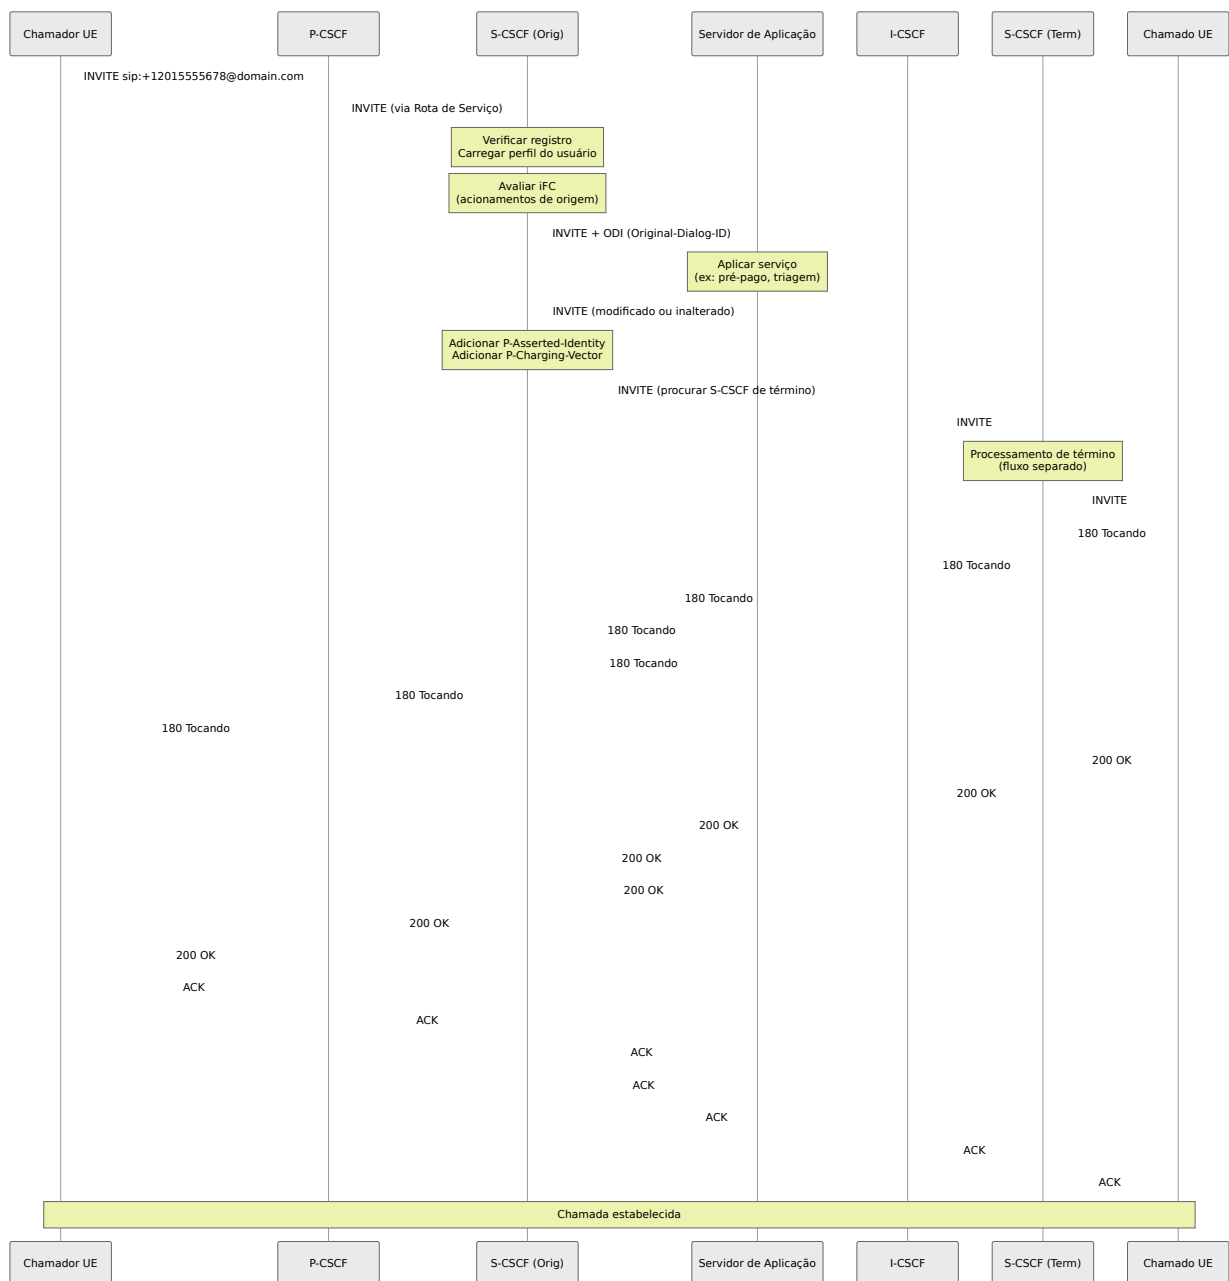 Chamador UE
P-CSCF
S-CSCF (Orig)
Servidor de Aplicação
I-CSCF
S-CSCF (Term)
Chamado UE
INVITE sip:+12015555678@domain.com
INVITE (via Rota de Serviço)
Verificar registro
Carregar perfil do usuário
Avaliar iFC
(acionamentos de origem)
INVITE + ODI (Original-Dialog-ID)
Aplicar serviço
(ex: pré-pago, triagem)
INVITE (modificado ou inalterado)
Adicionar P-Asserted-Identity
Adicionar P-Charging-Vector
INVITE (procurar S-CSCF de término)
INVITE
Processamento de término
(fluxo separado)
INVITE
180 Tocando
180 Tocando
180 Tocando
180 Tocando
180 Tocando
180 Tocando
180 Tocando
200 OK
200 OK
200 OK
200 OK
200 OK
200 OK
200 OK
ACK
ACK
ACK
ACK
ACK
ACK
ACK
Chamada estabelecida
Chamador UE
P-CSCF
S-CSCF (Orig)
Servidor de Aplicação
I-CSCF
S-CSCF (Term)
Chamado UE